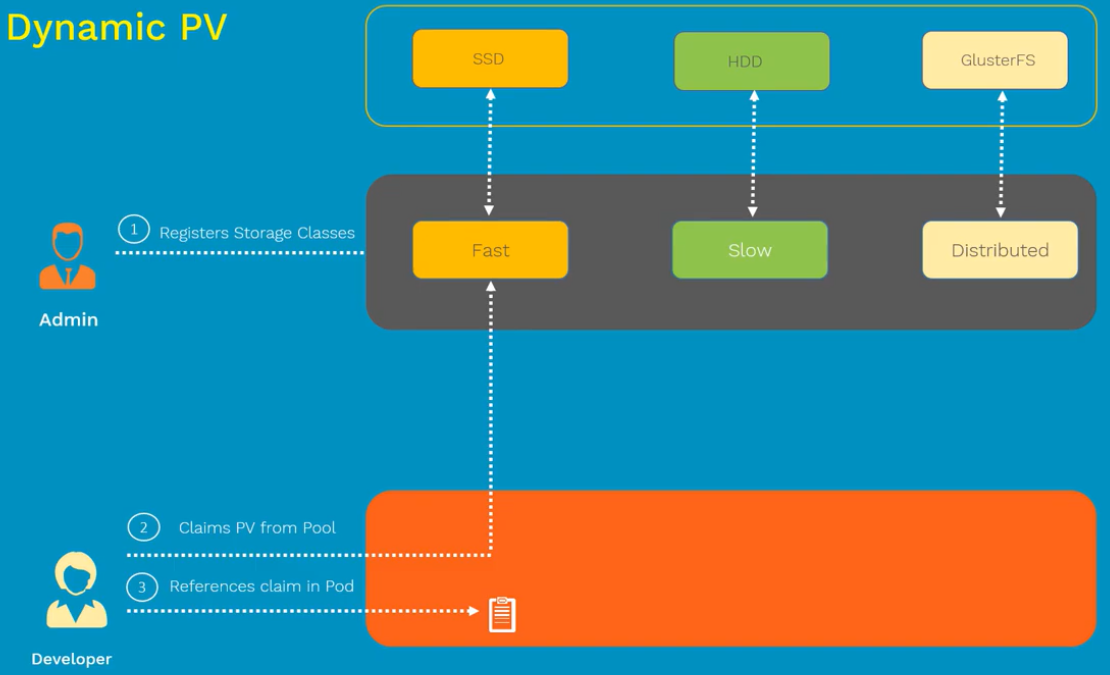 Dynamic PV
SSD
HDD
GlusterFS
1
Registers Storage Classes
Fast
Slow
Distributed
Admin
2
Claims PV from Pool
3
References claim in Pod
Developer